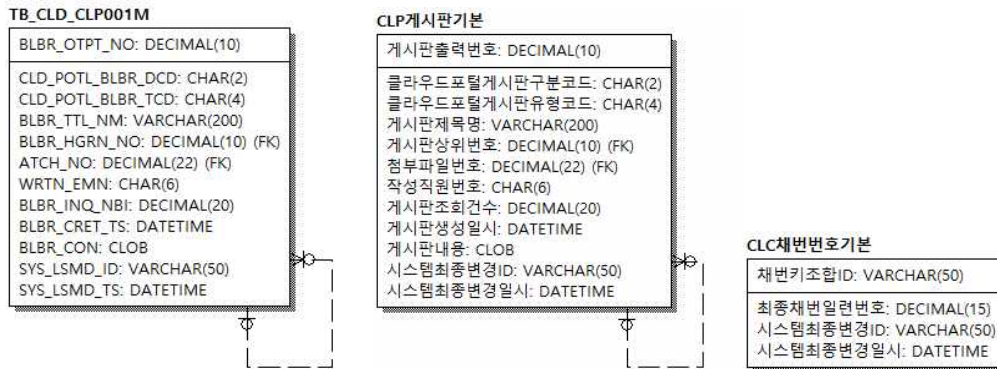 TB_CLD_CLP001M
BLBR_OTPT_NO: DECIMAL(10)
CLD_POTL_BLBR_DCD: CHAR(2)
CLD_POTL_BLBR_TCD: CHAR(4)
BLBR_TTL_NM: VARCHAR(200)
BLBR_HGRN_NO: DECIMAL(10) (FK)
ATCH_NO: DECIMAL(22) (FK)
WRTN_EMN: CHAR(6)
BLBR_INQ_NBI: DECIMAL(20)
BLBR_CRET_TS: DATETIME
BLBR_CON: CLOB
SYS_LSMD_ID: VARCHAR(50)
SYS_LSMD_TS: DATETIME
CLP게시판기본
게시판출력번호: DECIMAL(10)
클라우드포털게시판구분코드: CHAR(2)
클라우드포털게시판유형코드: CHAR(4)
게시판제목명: VARCHAR(200)
게시판상위번호: DECIMAL(10) (FK)
첨부파일번호: DECIMAL(22) (FK)
작성직원번호: CHAR(6)
게시판조회건수: DECIMAL(20)
게시판생성일시: DATETIME
게시판내용: CLOB
시스템최종변경ID: VARCHAR(50)
시스템최종변경일시: DATETIME
CLC채번번호기본
채번키조합ID: VARCHAR(50)
최종채번일련번호: DECIMAL(15)
시스템최종변경ID: VARCHAR(50)
시스템최종변경일시: DATETIME